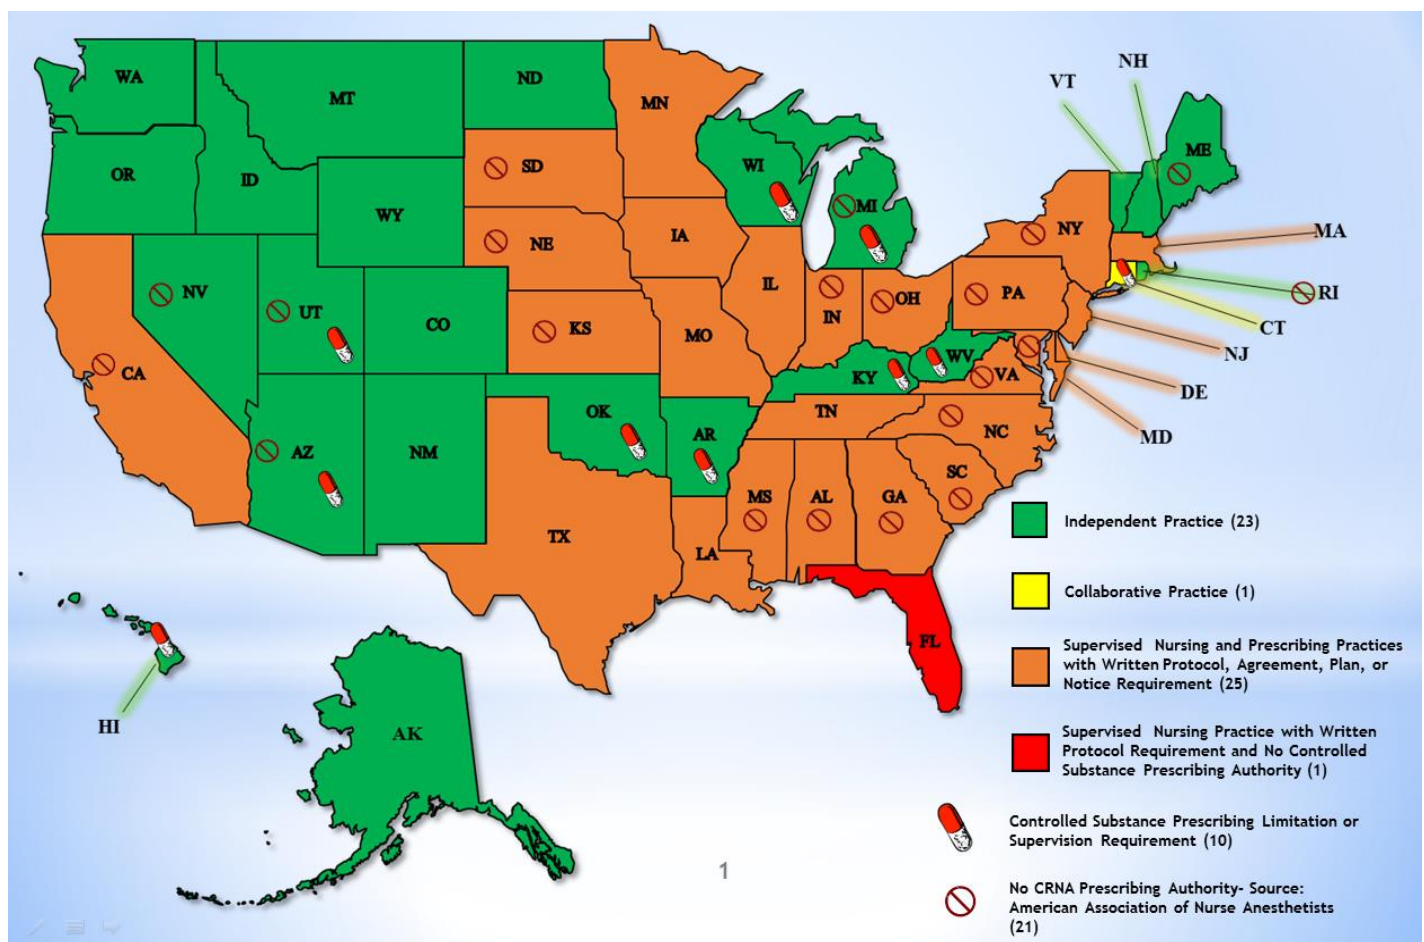 NH
VT
WA
ND
MT
MN
ME
OR
ID
SD
WI
MI
WY
NY
MA
NE
IA
RI
NV
UT
CO
IL
IN
OH
PA
CT
KS
MO
NJ
CA
KY
WV
VA
DE
MD
AZ
NM
OK
AR
TN
NC
SC
MS
AL
GA
TX
LA
FL
HI
AK
Independent Practice (23)
Collaborative Practice (1)
Supervised Nursing and Prescribing Practices
with Written Protocol, Agreement, Plan, or
Notice Requirement (25)
Supervised Nursing Practice with Written
Protocol Requirement and No Controlled
Substance Prescribing Authority (1)
Controlled Substance Prescribing Limitation or
Supervision Requirement (10)
No CRNA Prescribing Authority- Source:
American Association of Nurse Anesthetists
(21)
1